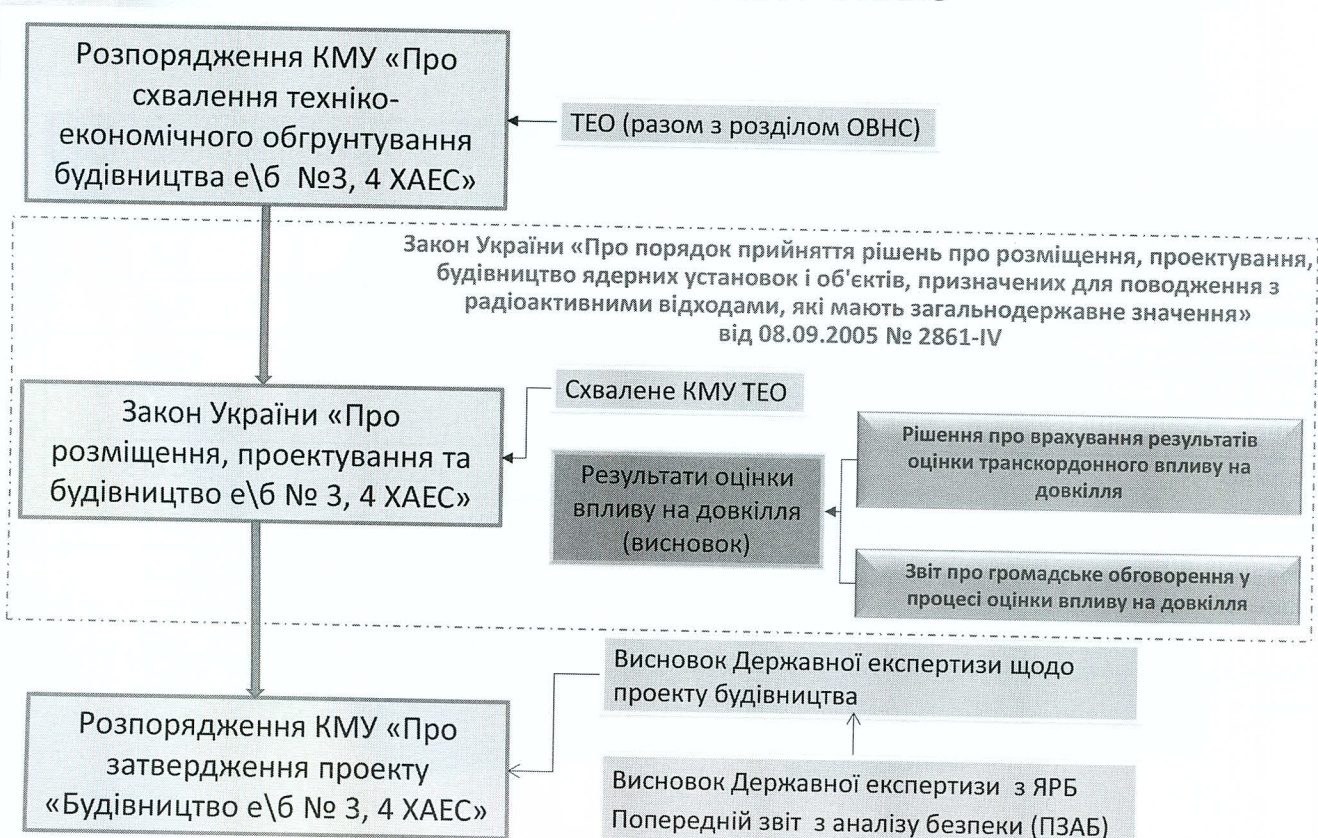 Розпорядження КМУ «Про
схвалення техніко-
економічного обгрунтування
будівництва е\б №3, 4 ХАЕС»
ТЕО (разом з розділом ОВНС)
Закон України «Про порядок прийняття рішень про розміщення, проектування,
будівництво ядерних установок і об'єктів, призначених для поводження з
радіоактивними відходами, які мають загальнодержавне значення»
від 08.09.2005 № 2861-IV
Закон України «Про
розміщення, проектування та
будівництво е\б № 3, 4 ХАЕС»
Схвалене КМУ ТЕО
Результати оцінки
впливу на довкілля
(висновок)
Рішення про врахування результатів
оцінки транскордонного впливу на
довкілля
Звіт про громадське обговорення у
процесі оцінки впливу на довкілля
Розпорядження КМУ «Про
затвердження проекту
«Будівництво е\б № 3, 4 ХАЕС»
Висновок Державної експертизи щодо
проекту будівництва
Висновок Державної експертизи з ЯРБ
Попередній звіт з аналізу безпеки (ПЗАБ)